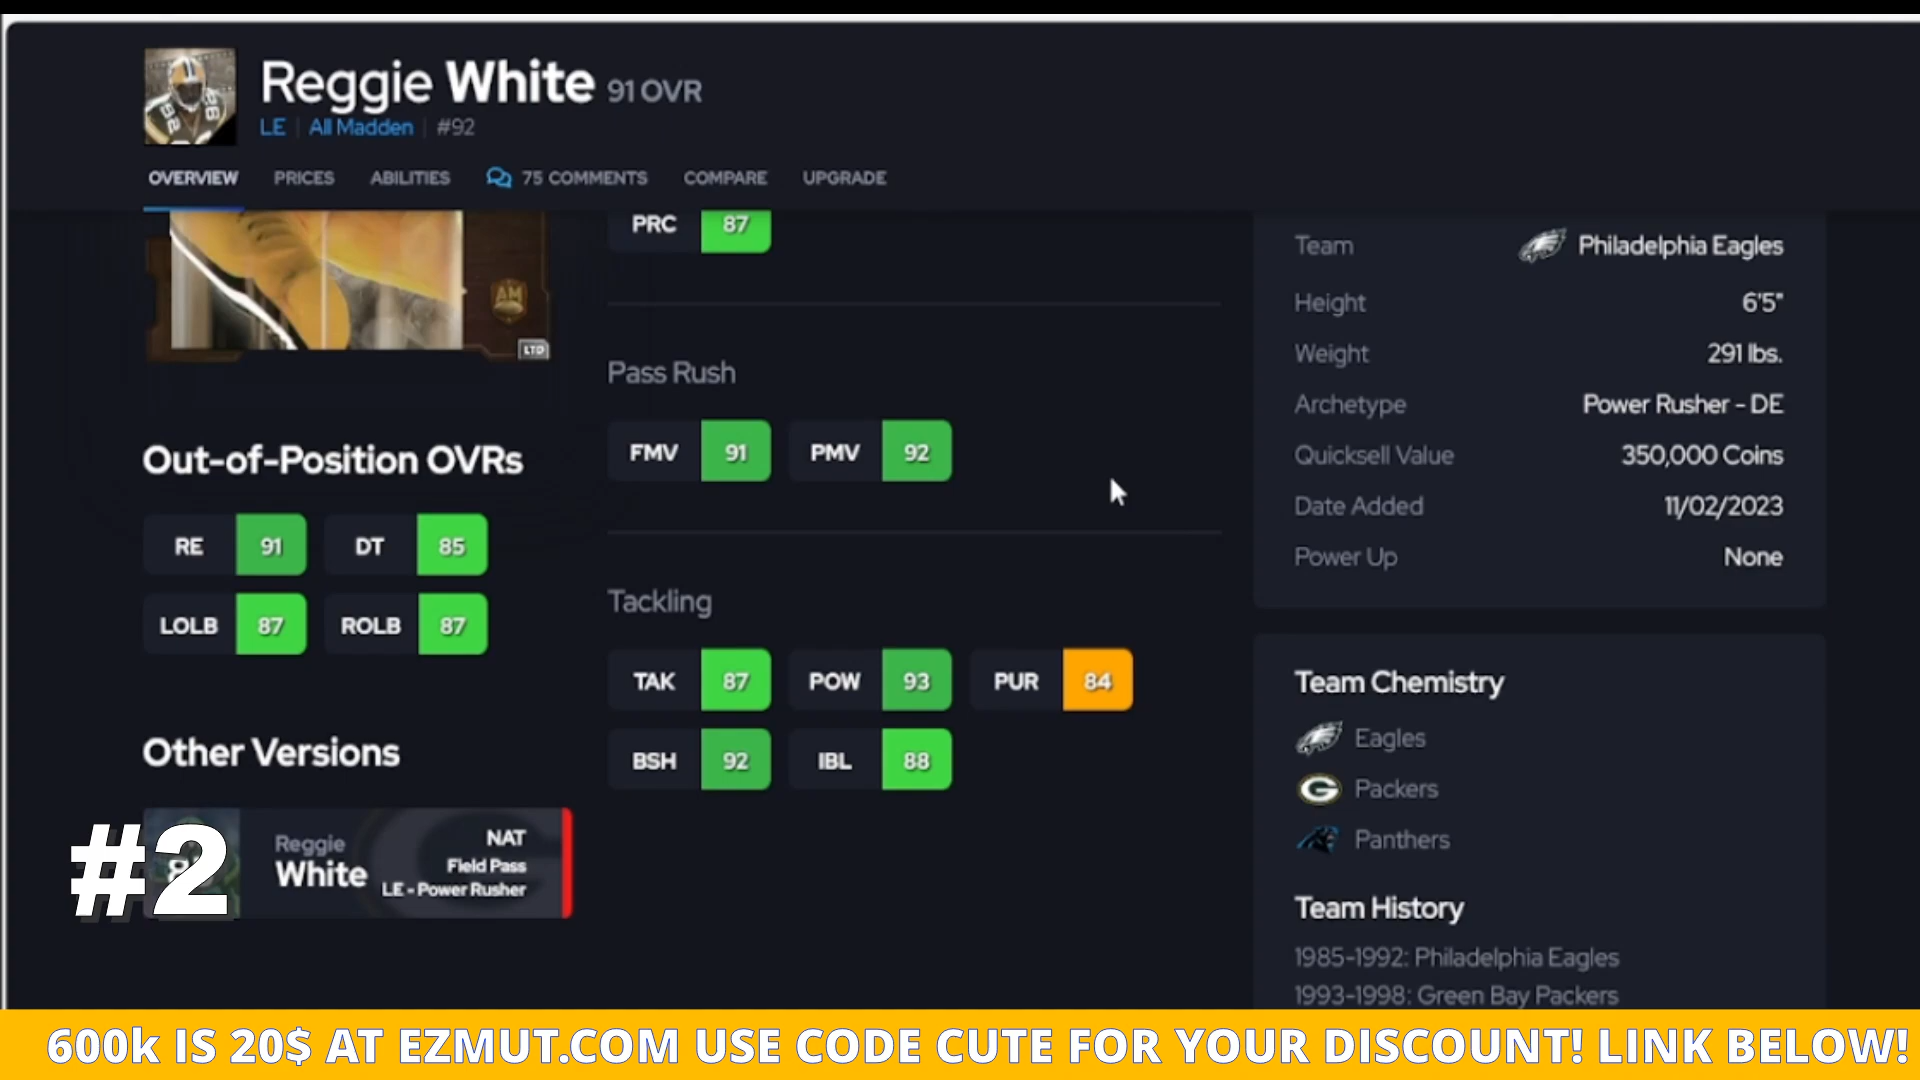 Reggie White 91 OVR
LE | All Madden | #92
OVERVIEW PRICES ABILITIES 75 COMMENTS COMPARE UPGRADE
PRC 87
AM
LTD
Out-of-Position OVRs
RE 91 DT 85
LOLB 87 ROLB 87
Other Versions
#2
Reggie
White
NAT
Field Pass
LE - Power Rusher
Pass Rush
FMV 91 PMV 92
Tackling
TAK 87 POW 93 PUR 84
BSH 92 IBL 88
Team Philadelphia Eagles
Height 6'5"
Weight 291 lbs.
Archetype Power Rusher - DE
Quicksell Value 350,000 Coins
Date Added 11/02/2023
Power Up None
Team Chemistry
Eagles
Packers
Panthers
Team History
1985-1992: Philadelphia Eagles
1993-1998: Green Bay Packers
600k IS 20$ AT EZMUT.COM USE CODE CUTE FOR YOUR DISCOUNT! LINK BELOW!